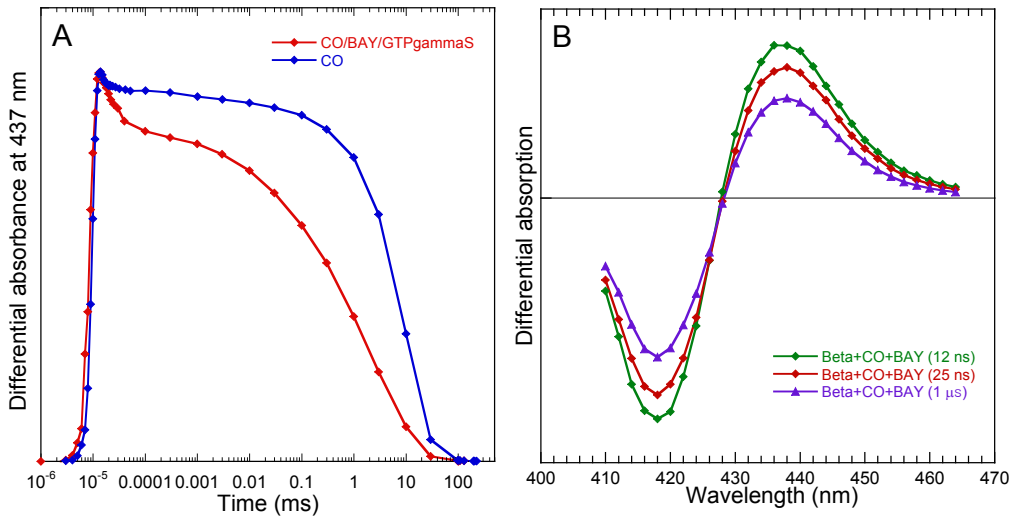 A
CO/BAY/GTPgammaS
CO
Differential absorbance at 437 nm
10-6 10-5 0.0001 0.001 0.01 0.1 1 10 100
Time (ms)
B
Differential absorption
Beta+CO+BAY (12 ns)
Beta+CO+BAY (25 ns)
Beta+CO+BAY (1 μs)
400 410 420 430 440 450 460 470
Wavelength (nm)